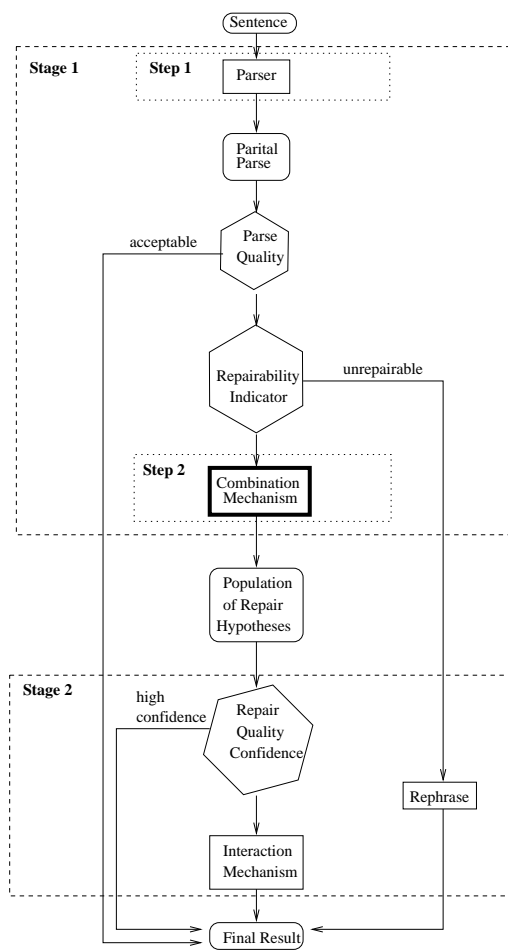 Sentence
Stage 1
Step 1
Parser
Parital
Parse
acceptable
Parse
Quality
unrepairable
Repairability
Indicator
Step 2
Combination
Mechanism
Population
of Repair
Hypotheses
Stage 2
high
confidence
Repair
Quality
Confidence
Rephrase
Interaction
Mechanism
Final Result